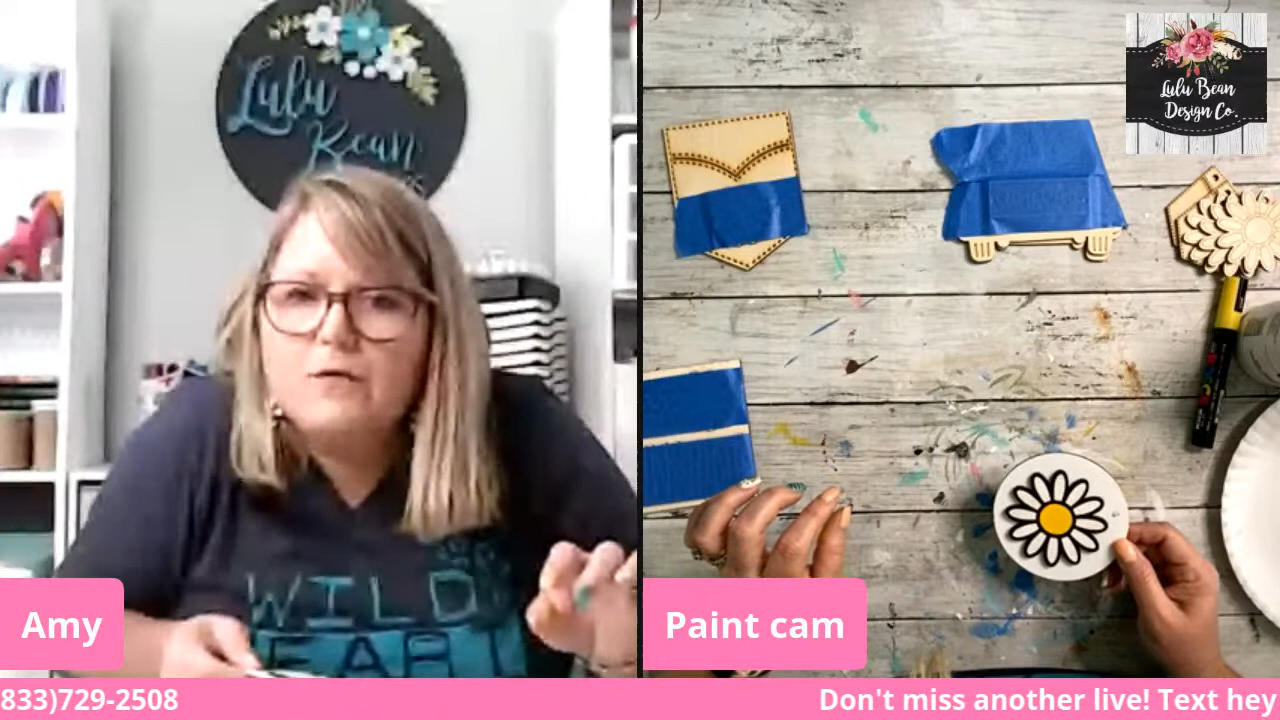 Lulu
Bean
WILD
HEART
Amy
Lulu Bean
Design Co.
Paint cam
833)729-2508
Don't miss another live! Text hey